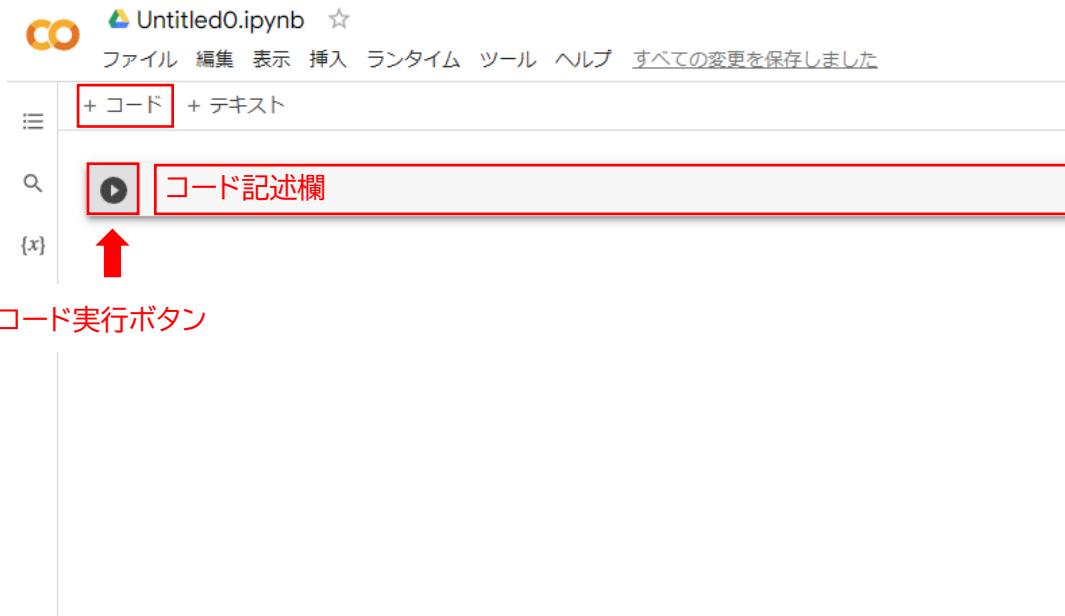 CO
Untitled0.ipynb
ファイル 編集 表示 挿入 ランタイム ツール ヘルプ すべての変更を保存しました
+ コード + テキスト
コード記述欄
{x}
コード実行ボタン